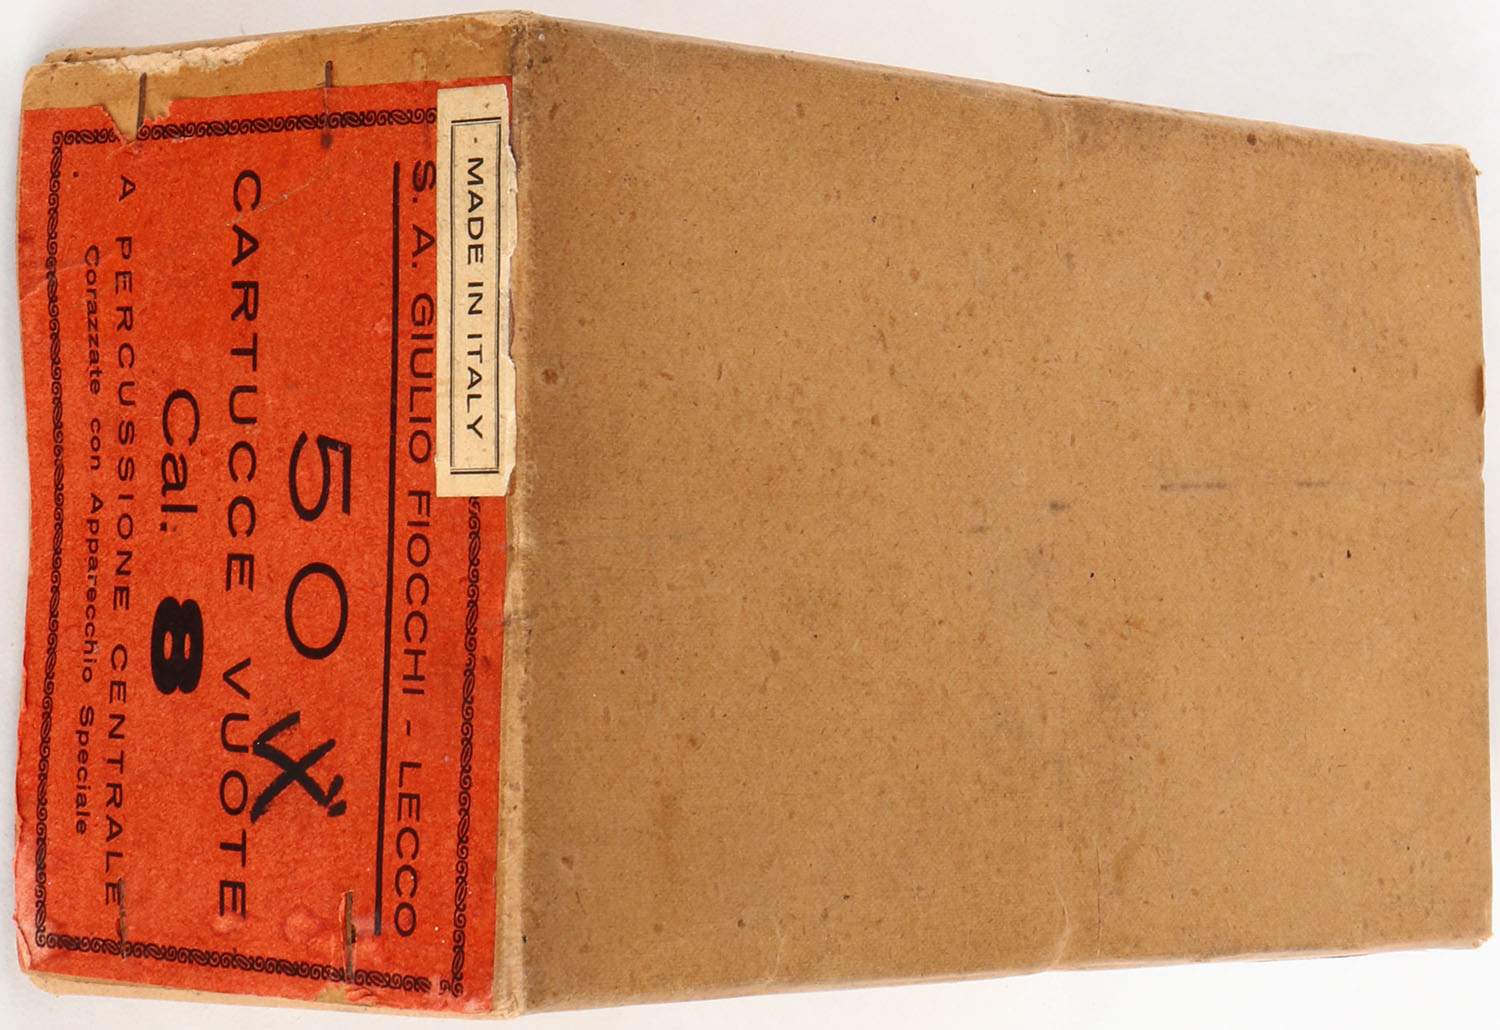 MADE IN ITALY
S. A. GIULIO FIOCCHI - LECCO
50
CARTUCCE VUOTE
Cal. 8
A PERCUSSIONE CENTRALE
Corazzate con Apparecchio Speciale